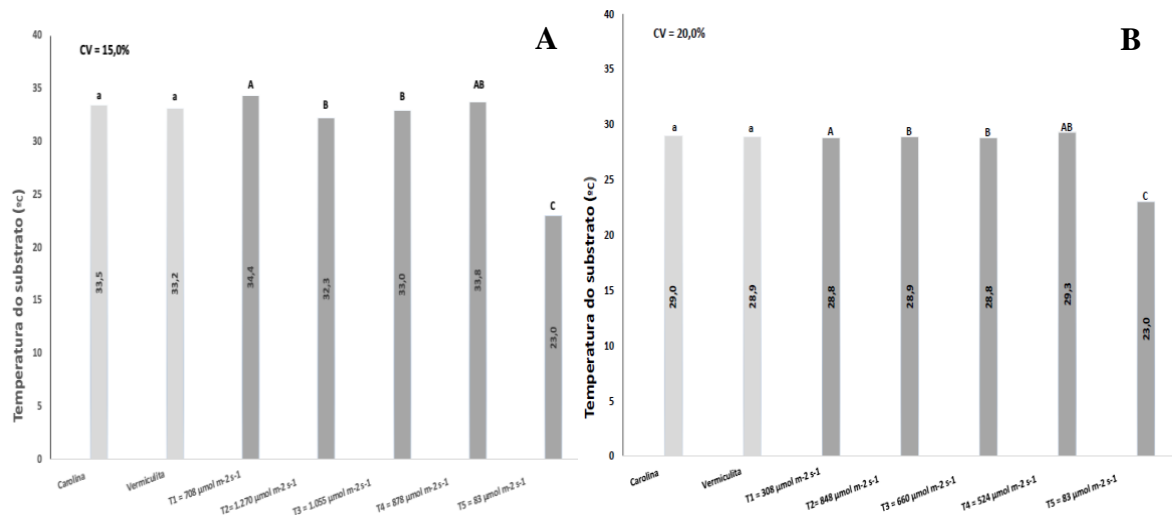 A
CV = 15,0%
Temperatura do substrato (ºc)
40
35
30
25
20
15
10
5
0
a
a
A
B
B
AB
C
33,5
33,2
34,4
32,3
33,0
33,8
23,0
Carolina
Vermiculita
T1 = 708 µmol m-2 s-1
T2= 1.270 µmol m-2 s-1
T3 = 1.055 µmol m-2 s-1
T4 = 878 µmol m-2 s-1
T5 = 83 µmol m-2 s-1
B
CV = 20,0%
Temperatura do substrato (ºc)
40
35
30
25
20
15
10
5
0
a
a
A
B
B
AB
C
29,0
28,9
28,8
28,9
28,8
29,3
23,0
Carolina
Vermiculita
T1 = 308 µmol m-2 s-1
T2= 848 µmol m-2 s-1
T3 = 660 µmol m-2 s-1
T4 = 524 µmol m-2 s-1
T5 = 83 µmol m-2 s-1